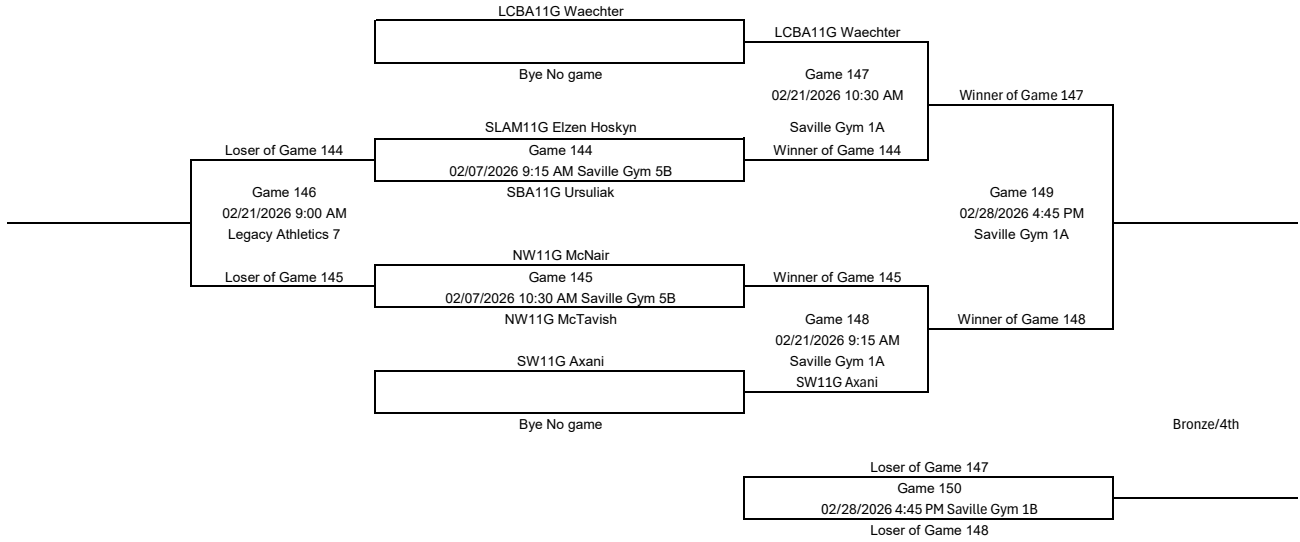 LCBA11G Waechter
LCBA11G Waechter
Bye No game
Game 147
02/21/2026 10:30 AM
Winner of Game 147
SLAM11G Elzen Hoskyn
Saville Gym 1A
Loser of Game 144
Game 144
Winner of Game 144
02/07/2026 9:15 AM Saville Gym 5B
Game 146
SBA11G Ursuliak
Game 149
02/21/2026 9:00 AM
02/28/2026 4:45 PM
Legacy Athletics 7
Saville Gym 1A
NW11G McNair
Loser of Game 145
Game 145
Winner of Game 145
02/07/2026 10:30 AM Saville Gym 5B
NW11G McTavish
Game 148
Winner of Game 148
02/21/2026 9:15 AM
SW11G Axani
Saville Gym 1A
SW11G Axani
Bye No game
Bronze/4th
Loser of Game 147
Game 150
02/28/2026 4:45 PM Saville Gym 1B
Loser of Game 148